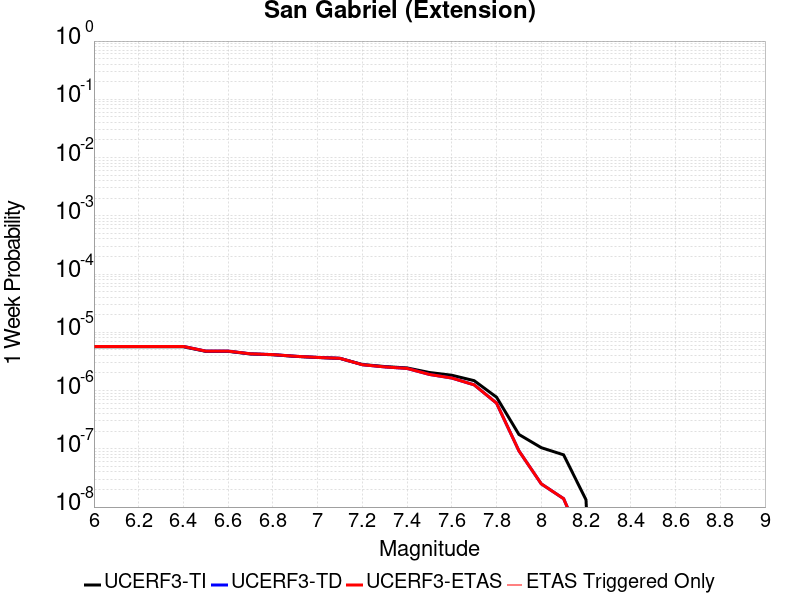 San Gabriel (Extension)
10^0
10^-1
10^-2
10^-3
10^-4
10^-5
10^-6
10^-7
10^-8
1 Week Probability
6 6.2 6.4 6.6 6.8 7 7.2 7.4 7.6 7.8 8 8.2 8.4 8.6 8.8 9
Magnitude
UCERF3-TI UCERF3-TD UCERF3-ETAS ETAS Triggered Only